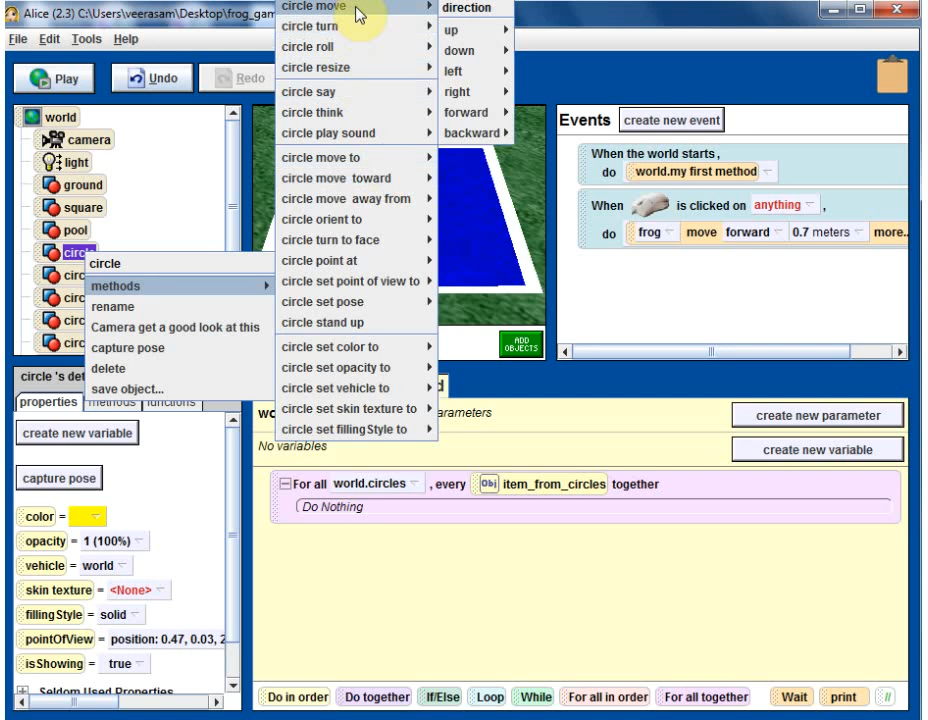 Alice (2.3) C:\Users\veerasam\Desktop\frog_gam
File Edit Tools Help
Play Undo Redo
world
camera
light
ground
square
pool
circle
circ
circ
circ
circ
circle
methods
rename
Camera get a good look at this
capture pose
delete
save object...
circle move
circle turn
circle roll
circle resize
circle say
circle think
circle play sound
circle move to
circle move toward
circle move away from
circle orient to
circle turn to face
circle point at
circle set point of view to
circle set pose
circle stand up
circle set color to
circle set opacity to
circle set vehicle to
circle set skin texture to
circle set fillingStyle to
direction
up
down
left
right
forward
backward
ADD
OBJECTS
Events create new event
When the world starts,
do world.my first method
When is clicked on anything ,
do frog move forward 0.7 meters more..
circle 's det
properties methods functions
create new variable
capture pose
color =
opacity = 1 (100%)
vehicle = world
skin texture = <None>
fillingStyle = solid
pointOfView = position: 0.47, 0.03, 2
isShowing = true
Seldom Used Properties
arameters create new parameter
No variables create new variable
For all world.circles , every Obj item_from_circles together
Do Nothing
Do in order Do together If/Else Loop While For all in order For all together Wait print //